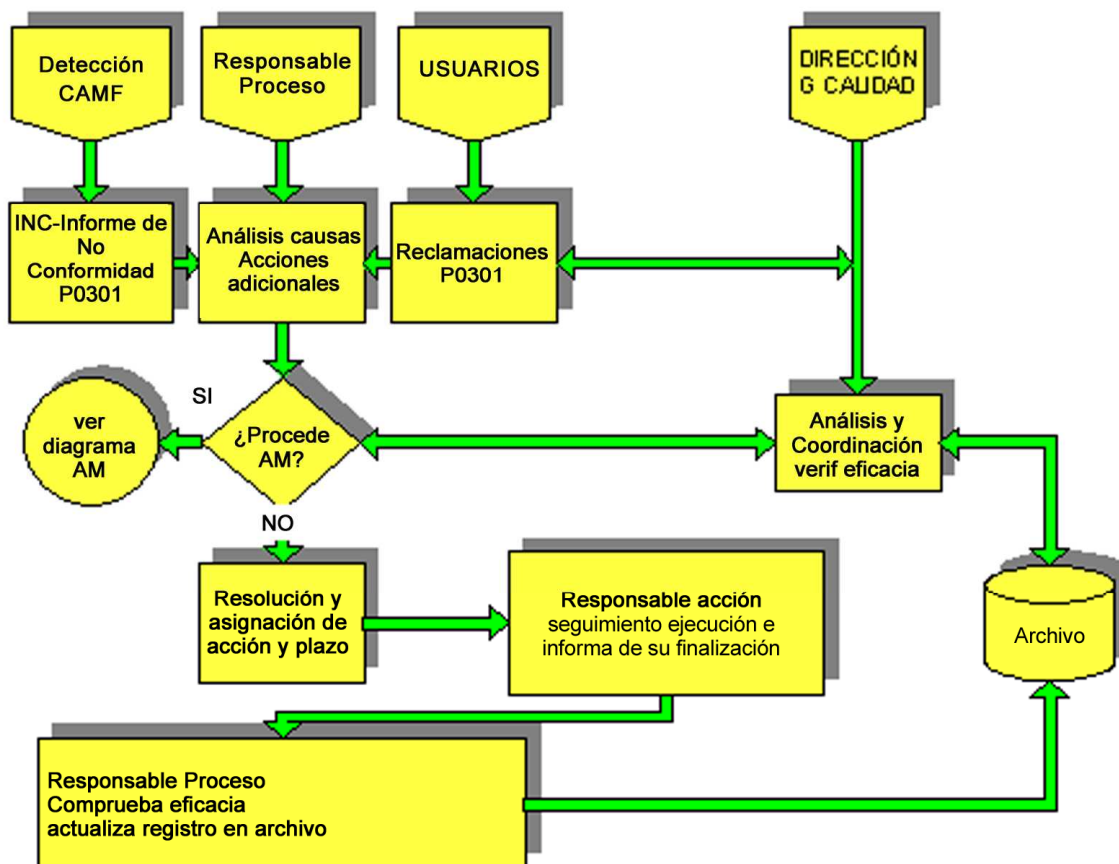 Detección
CAMF
Responsable
Proceso
USUARIOS
DIRECCIÓN
G CALIDAD
INC-Informe de
No
Conformidad
P0301
Análisis causas
Acciones
adicionales
Reclamaciones
P0301
SI
ver
diagrama
AM
¿Procede
AM?
Análisis y
Coordinación
verif eficacia
NO
Resolución y
asignación de
acción y plazo
Responsable acción
seguimiento ejecución e
informa de su finalización
Archivo
Responsable Proceso
Comprueba eficacia
actualiza registro en archivo